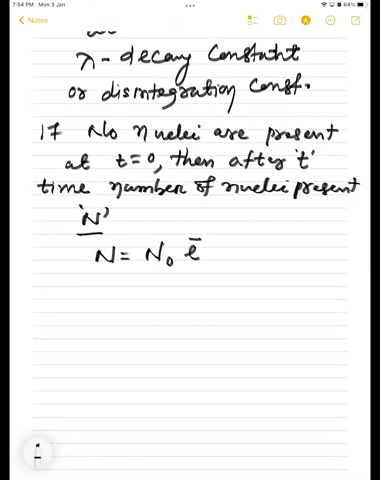 7:54 PM Mon 3 Jan
64%
Notes
λ - decay Constant
or disintegration Const.
If No nuclei are present
at t=0, then after 't'
time number of nuclei present
'N'
N = N₀ e⁻